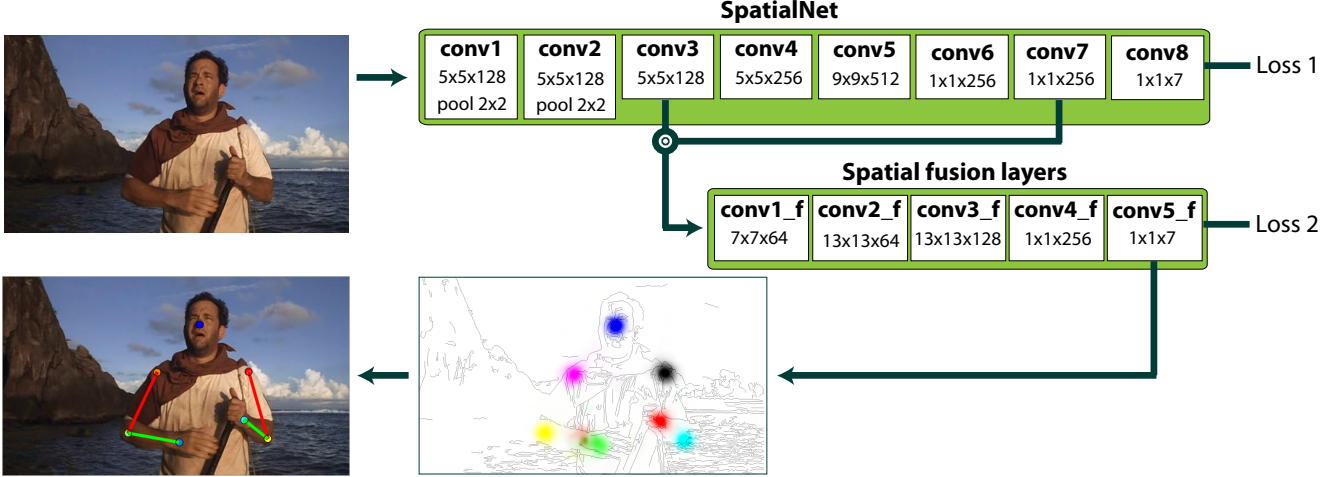 SpatialNet
conv1 conv2 conv3 conv4 conv5 conv6 conv7 conv8
5x5x128 5x5x128 5x5x128 5x5x256 9x9x512 1x1x256 1x1x256 1x1x7
pool 2x2 pool 2x2
Loss 1
Spatial fusion layers
conv1_f conv2_f conv3_f conv4_f conv5_f
7x7x64 13x13x64 13x13x128 1x1x256 1x1x7
Loss 2